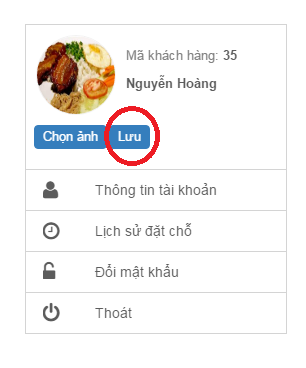 Mã khách hàng: 35
Nguyễn Hoàng
Chọn ảnh Lưu
Thông tin tài khoản
Lịch sử đặt chỗ
Đổi mật khẩu
Thoát